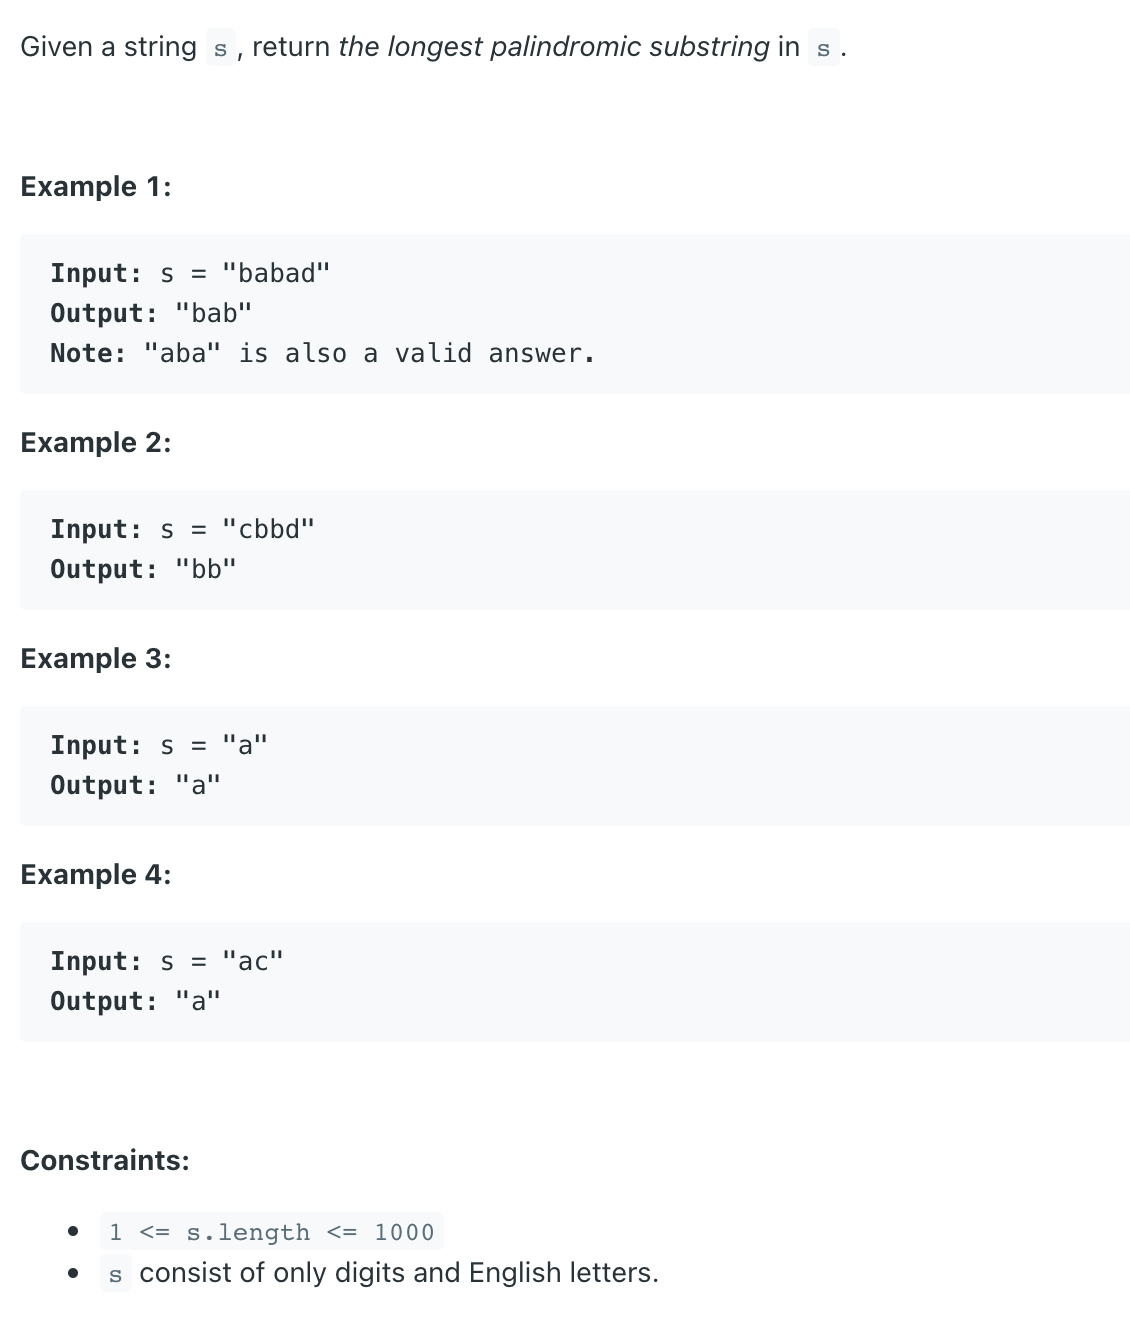 Given a string s, return the longest palindromic substring in s.
Example 1:
Input: s = "babad"
Output: "bab"
Note: "aba" is also a valid answer.
Example 2:
Input: s = "cbbd"
Output: "bb"
Example 3:
Input: s = "a"
Output: "a"
Example 4:
Input: s = "ac"
Output: "a"
Constraints:
• 1 <= s.length <= 1000
• s consist of only digits and English letters.